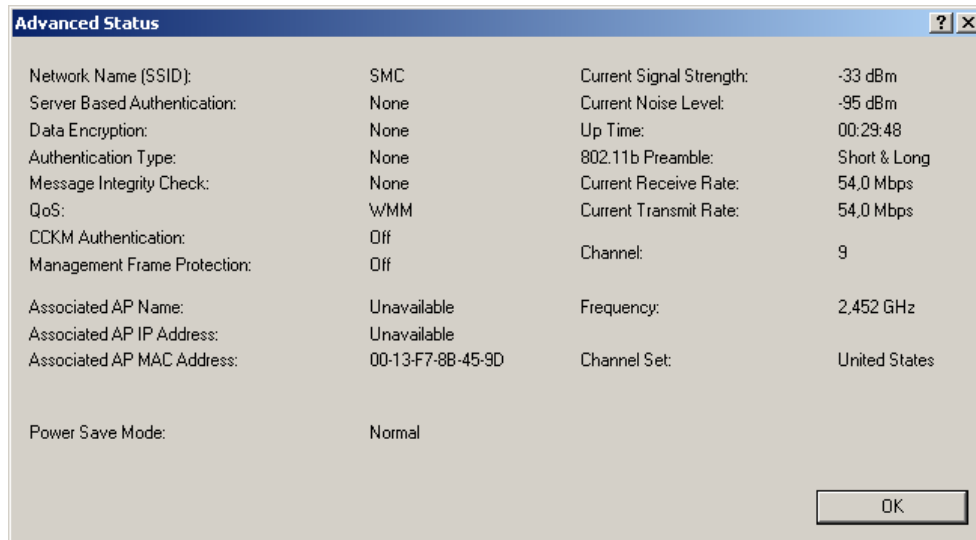 Advanced Status
Network Name (SSID): SMC Current Signal Strength: -33 dBm
Server Based Authentication: None Current Noise Level: -95 dBm
Data Encryption: None Up Time: 00:29:48
Authentication Type: None 802.11b Preamble: Short & Long
Message Integrity Check: None Current Receive Rate: 54,0 Mbps
QoS: WMM Current Transmit Rate: 54,0 Mbps
CCKM Authentication: Off
Channel: 9
Management Frame Protection: Off
Associated AP Name: Unavailable Frequency: 2,452 GHz
Associated AP IP Address: Unavailable
Associated AP MAC Address: 00-13-F7-8B-45-9D Channel Set: United States
Power Save Mode: Normal
OK